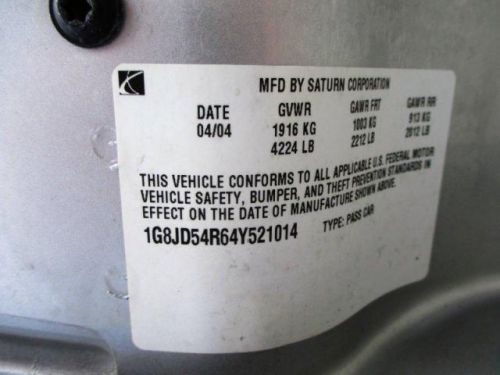 MFD BY SATURN CORPORATION
DATE GVWR GAWR FRT GAWR RR
04/04 1916 KG 1003 KG 913 KG
4224 LB 2212 LB 2012 LB
THIS VEHICLE CONFORMS TO ALL APPLICABLE U.S. FEDERAL MOTOR
VEHICLE SAFETY, BUMPER, AND THEFT PREVENTION STANDARDS IN
EFFECT ON THE DATE OF MANUFACTURE SHOWN ABOVE.
1G8JD54R64Y521014 TYPE: PASS CAR